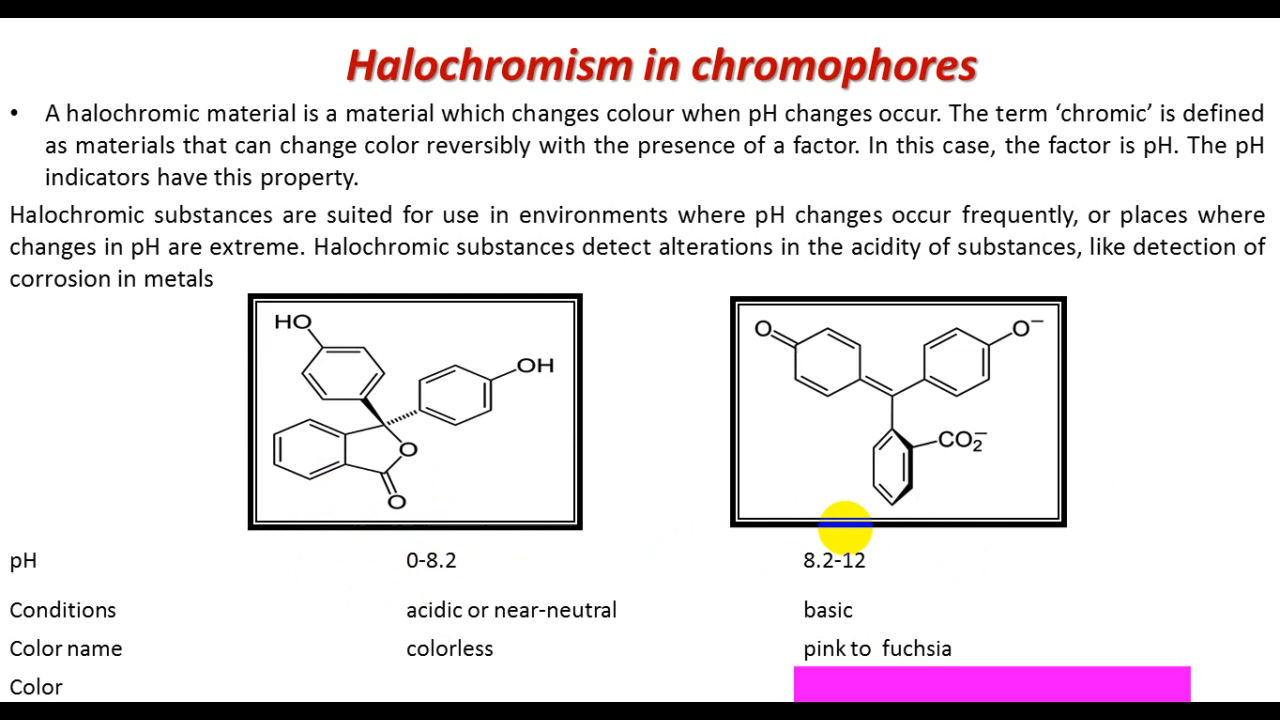 Halochromism in chromophores
• A halochromic material is a material which changes colour when pH changes occur. The term ‘chromic’ is defined
as materials that can change color reversibly with the presence of a factor. In this case, the factor is pH. The pH
indicators have this property.
Halochromic substances are suited for use in environments where pH changes occur frequently, or places where
changes in pH are extreme. Halochromic substances detect alterations in the acidity of substances, like detection of
corrosion in metals
HO
OH
O
O
O
O⁻
CO₂⁻
pH 0-8.2 8.2-12
Conditions acidic or near-neutral basic
Color name colorless pink to fuchsia
Color